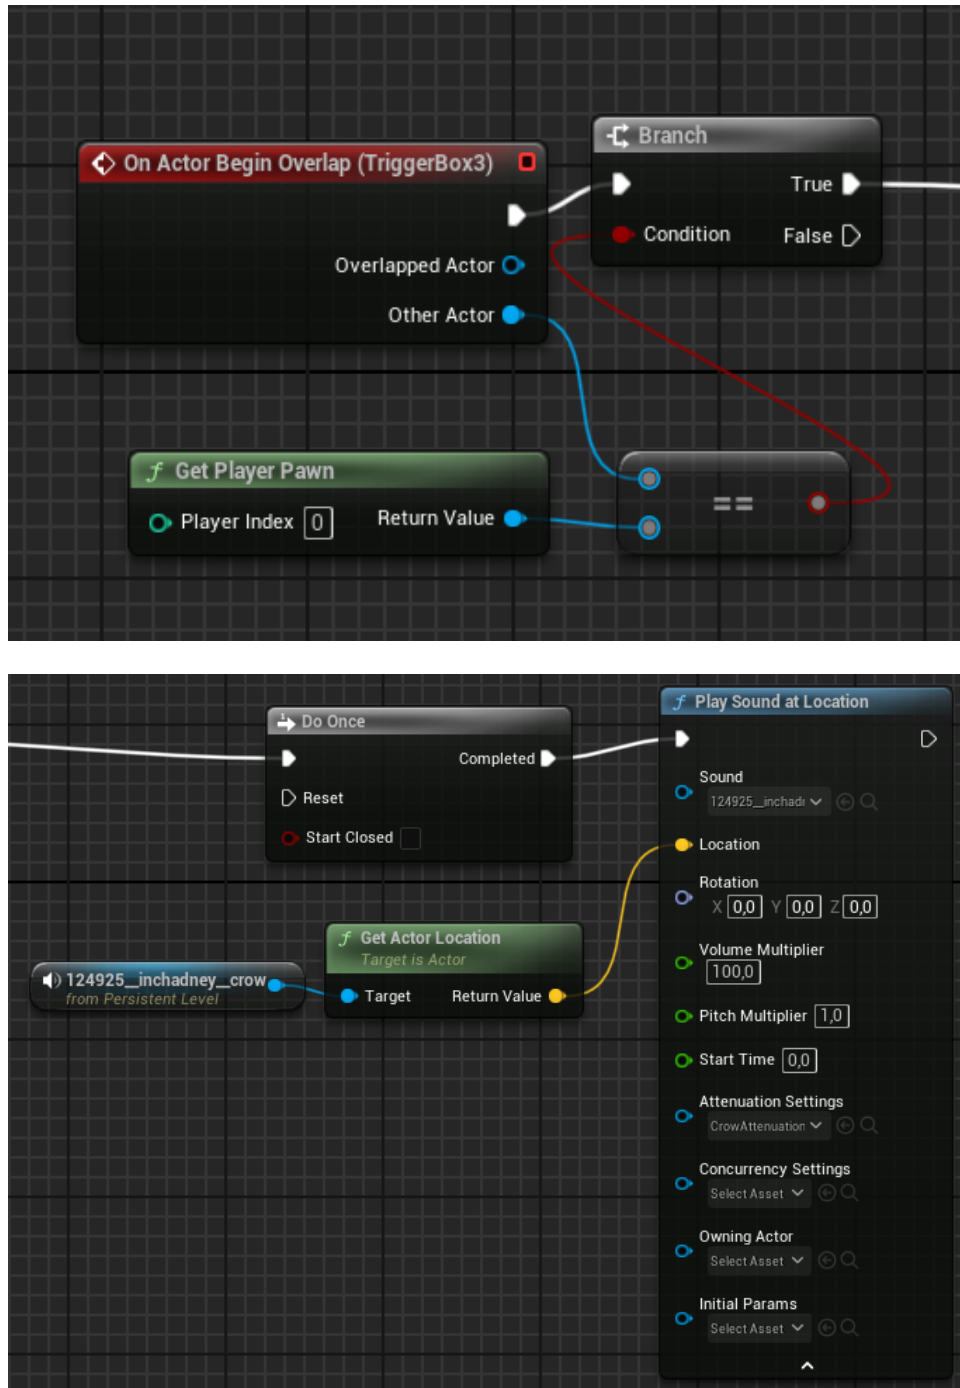 On Actor Begin Overlap (TriggerBox3)
Overlapped Actor
Other Actor
Branch
True
Condition
False
f Get Player Pawn
Player Index 0
Return Value
==
Do Once
Completed
Reset
Start Closed
124925__inchadney__crow
from Persistent Level
f Get Actor Location
Target is Actor
Target
Return Value
f Play Sound at Location
Sound
124925__inchadn
Location
Rotation
X 0,0 Y 0,0 Z 0,0
Volume Multiplier
100,0
Pitch Multiplier 1,0
Start Time 0,0
Attenuation Settings
CrowAttenuation
Concurrency Settings
Select Asset
Owning Actor
Select Asset
Initial Params
Select Asset